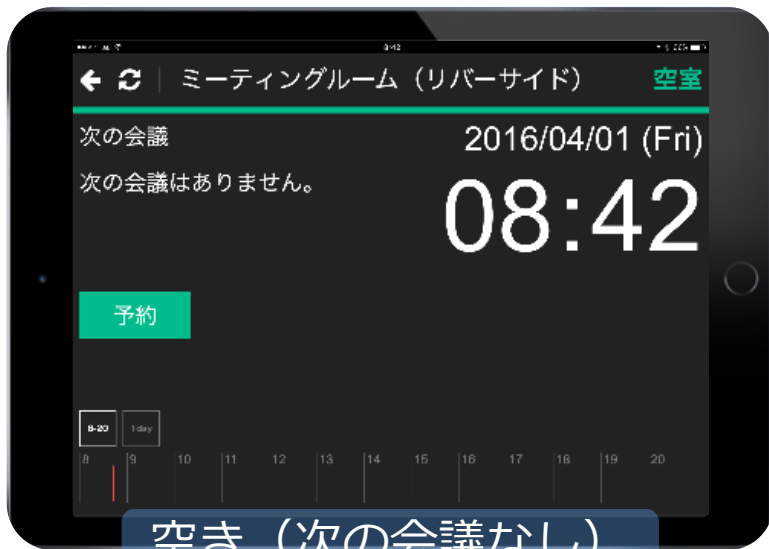 8:42
ミーティングルーム（リバーサイド） 空室
次の会議 2016/04/01 (Fri)
次の会議はありません。 08:42
予約
8-20 1day
8 9 10 11 12 13 14 15 16 17 18 19 20
空き（次の会議なし）